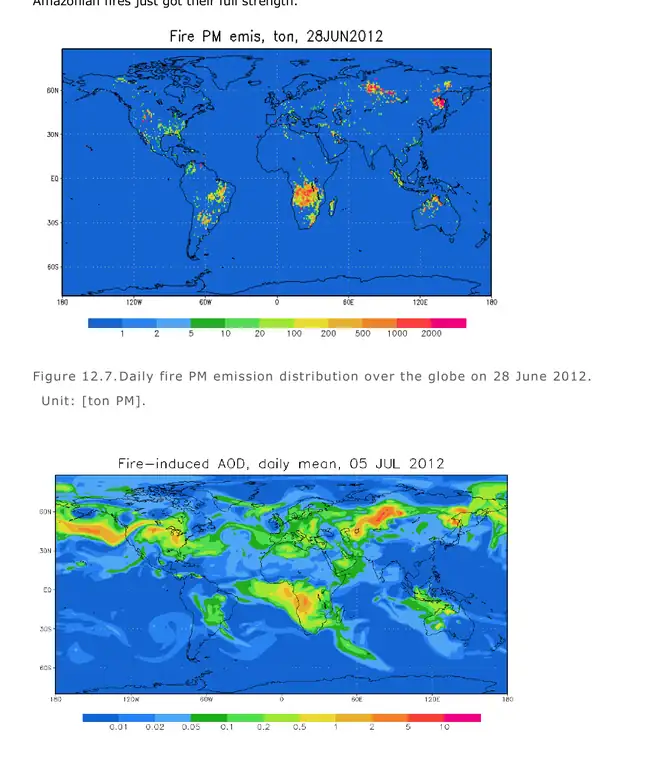 Amazonian fires just got their full strength.
Fire PM emis, ton, 28JUN2012
60N
30N
EQ
30S
60S
180 120W 60W 0 60E 120E 180
1 2 5 10 20 100 200 500 1000 2000
Figure 12.7.Daily fire PM emission distribution over the globe on 28 June 2012.
Unit: [ton PM].
Fire-induced AOD, daily mean, 05 JUL 2012
60N
30N
EQ
30S
60S
180 120W 60W 0 60E 120E 180
0.01 0.02 0.05 0.1 0.2 0.5 1 2 5 10